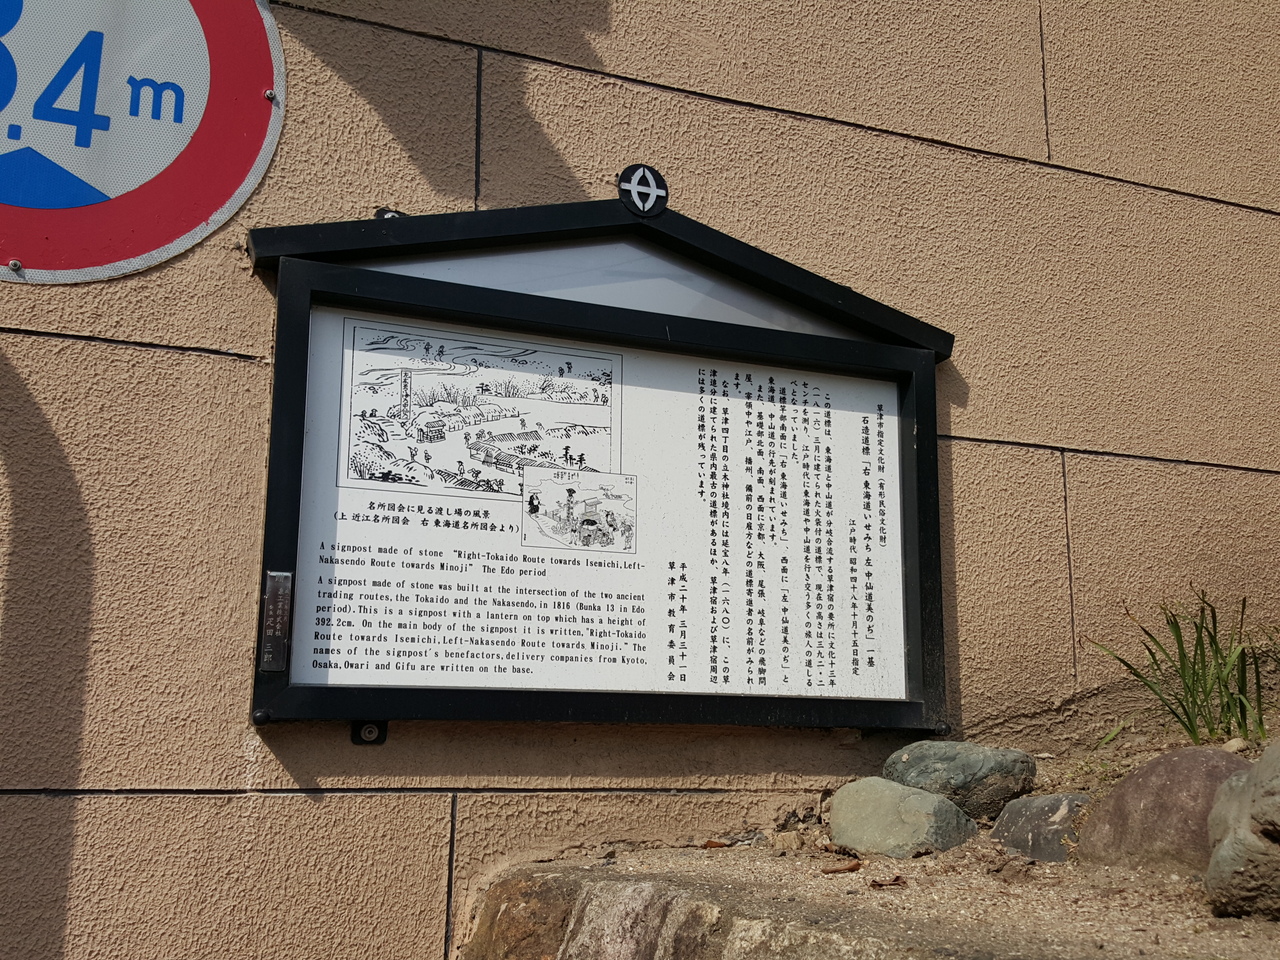 .4m
草津市指定文化財（有形民俗文化財）
石造道標「右 東海道いせみち 左 中仙道美のぢ」一基
江戸時代 昭和四十八年十月十五日指定
この道標は、東海道と中山道が分岐合流する草津宿の要所に文化十三年
（一八一六）三月に建てられた火袋付の道標で、現在の高さは三九二・二
センチを測り、江戸時代に東海道や中山道を行き交う多くの旅人の道しる
べとなっていました。
道標竿部南面に「右 東海道いせみち」、西面に「左 中仙道美のぢ」と
東海道、中山道の行先が刻まれています。
また、基礎部北面、南面、西面に京都、大阪、尾張、岐阜などの飛脚問
屋、宰領中や江戸、播州、備前の日雇方などの道標寄進者の名前がみられ
ます。
なお、草津四丁目の立木神社境内には延宝八年（一六八〇）に、この草
津追分に建てられた県内最古の道標があるほか、草津宿および草津宿周辺
には多くの道標が残っています。
平成二十年三月三十一日
草津市教育委員会
名所図会に見る渡し場の風景
（上 近江名所図会 右 東海道名所図会より）
A signpost made of stone "Right-Tokaido Route towards Isemichi,Left-
Nakasendo Route towards Minoji" The Edo period
A signpost made of stone was built at the intersection of the two ancient
trading routes, the Tokaido and the Nakasendo, in 1816 (Bunka 13 in Edo
period). This is a signpost with a lantern on top which has a height of
392.2cm. On the main body of the signpost it is written, "Right-Tokaido
Route towards Isemichi,Left-Nakasendo Route towards Minoji." The
names of the signpost's benefactors, delivery companies from Kyoto,
Osaka, Owari and Gifu are written on the base.